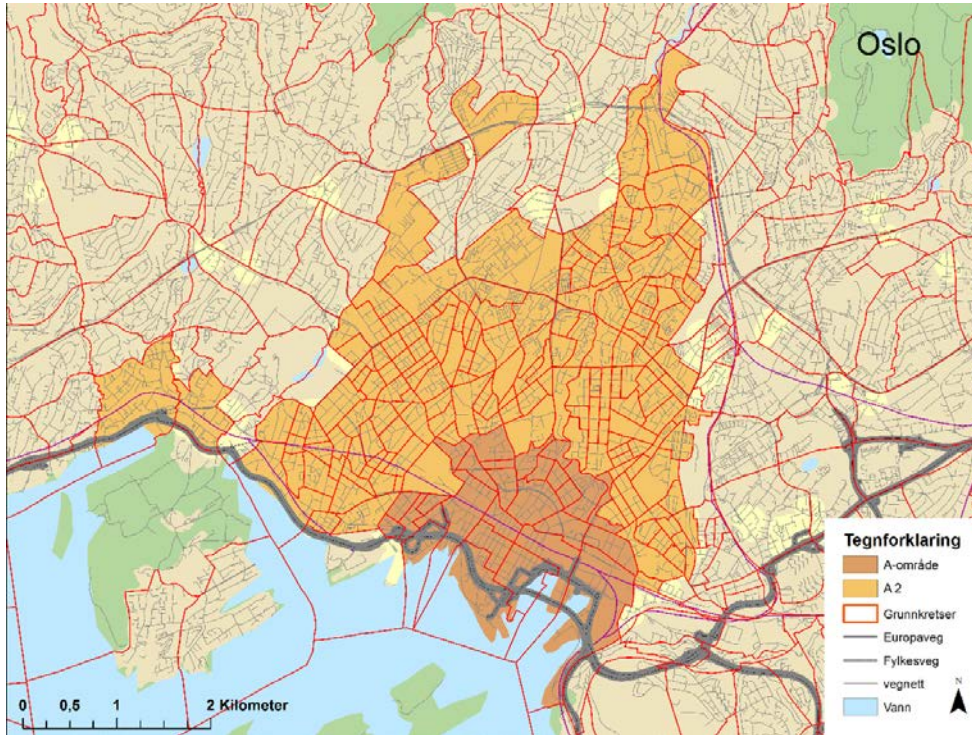 Oslo
Tegnforklaring
A-område
A 2
Grunnkretser
Europaveg
Fylkesveg
vegnett
Vann
N
0 0,5 1 2 Kilometer